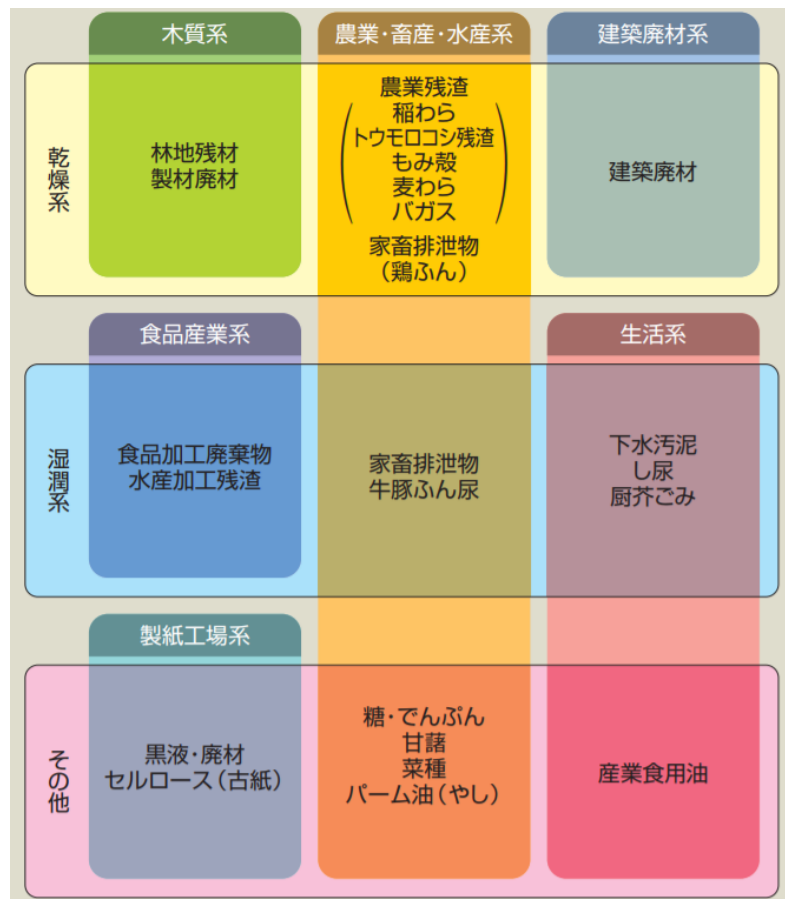 木質系
農業・畜産・水産系
建築廃材系
乾燥系
林地残材
製材廃材
農業残渣
稲わら
トウモロコシ残渣
もみ殻
麦わら
バガス
家畜排泄物
（鶏ふん）
建築廃材
食品産業系
生活系
湿潤系
食品加工廃棄物
水産加工残渣
家畜排泄物
牛豚ふん尿
下水汚泥
し尿
厨芥ごみ
製紙工場系
その他
黒液・廃材
セルロース（古紙）
糖・でんぷん
甘藷
菜種
パーム油（やし）
産業食用油